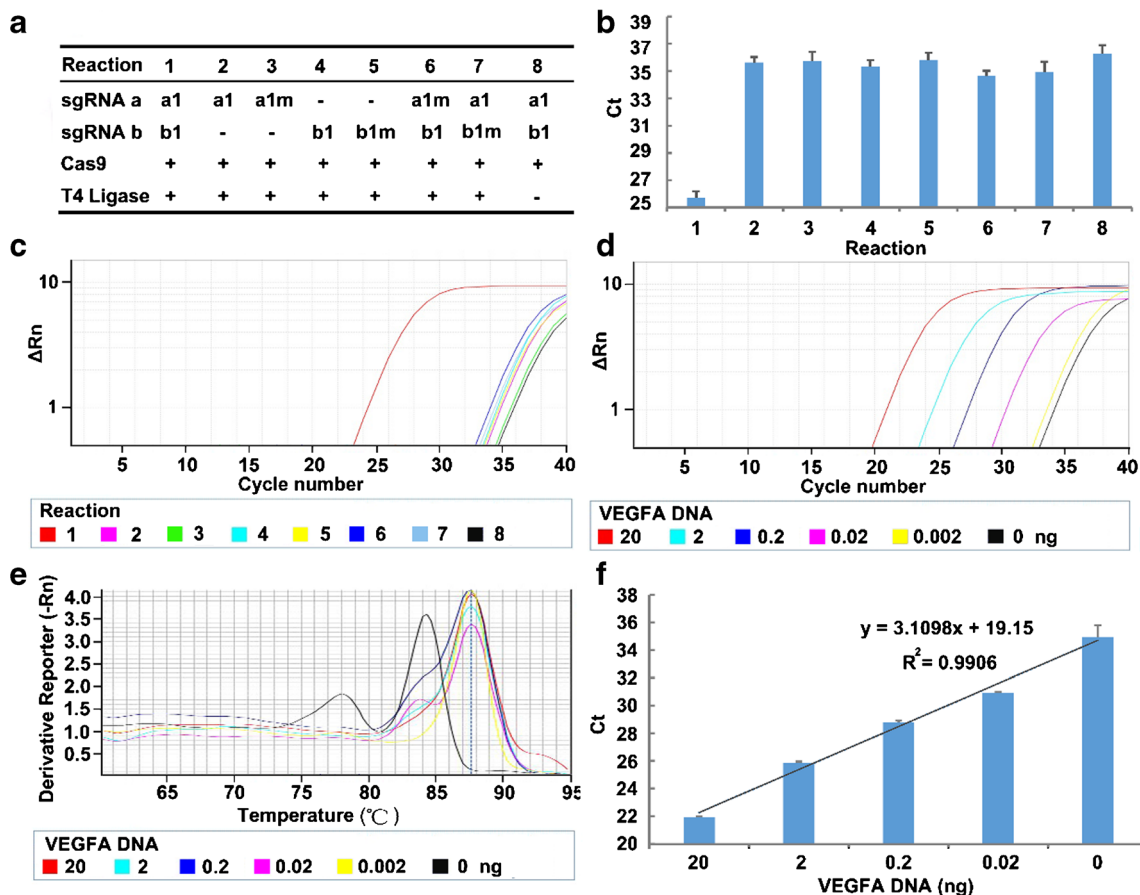 a
Reaction 1 2 3 4 5 6 7 8
sgRNA a a1 a1 a1m - - a1m a1 a1
sgRNA b b1 - - b1 b1m b1 b1m b1
Cas9 + + + + + + + +
T4 Ligase + + + + + + + -
b
39
37
35
33
31
29
27
25
Ct
1 2 3 4 5 6 7 8
Reaction
c
10
1
ΔRn
5 10 15 20 25 30 35 40
Cycle number
Reaction
1 2 3 4 5 6 7 8
d
10
1
ΔRn
5 10 15 20 25 30 35 40
Cycle number
VEGFA DNA
20 2 0.2 0.02 0.002 0 ng
e
4.0
3.5
3.0
2.5
2.0
1.5
1.0
0.5
Derivative Reporter (-Rn)
65 70 75 80 85 90 95
Temperature (℃)
VEGFA DNA
20 2 0.2 0.02 0.002 0 ng
f
38
36
34
32
30
28
26
24
22
20
Ct
y = 3.1098x + 19.15
R²= 0.9906
20 2 0.2 0.02 0
VEGFA DNA (ng)